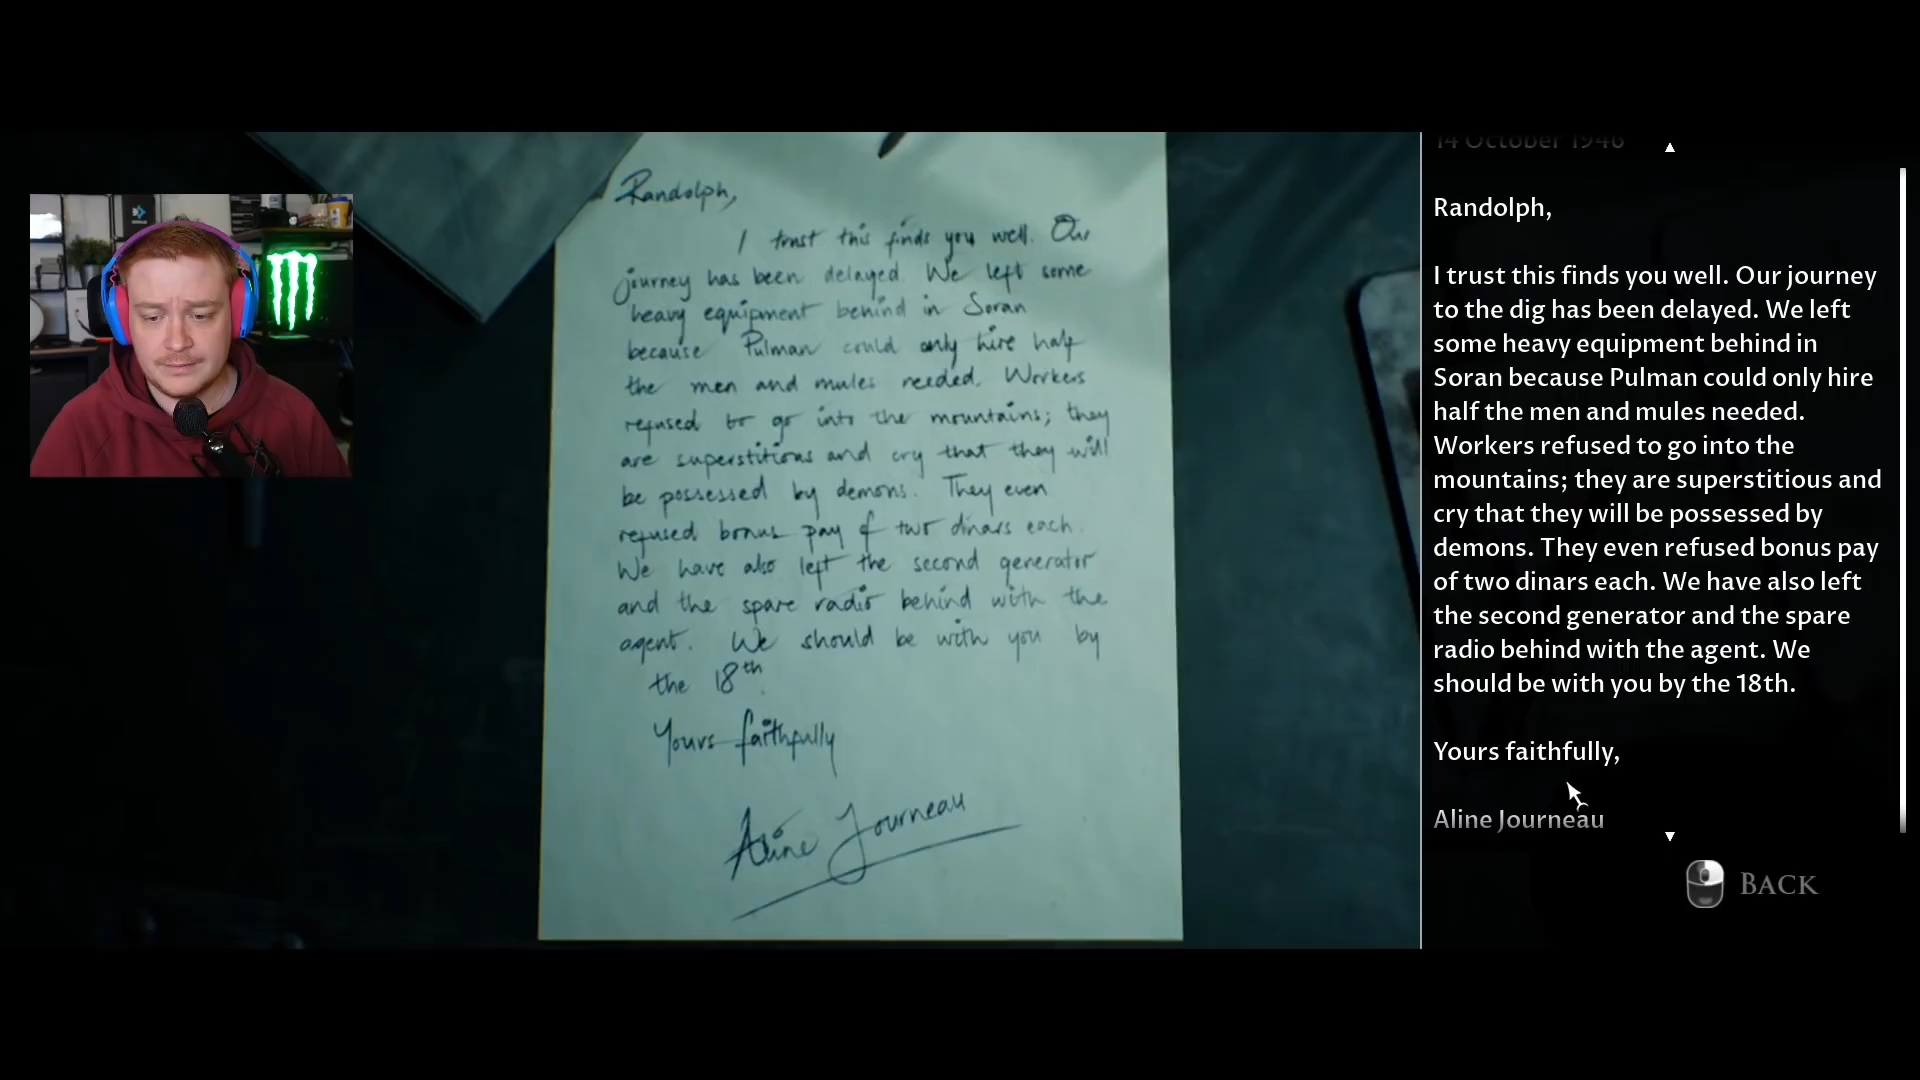 Randolph,
I trust this finds you well. Our
journey has been delayed. We left some
heavy equipment behind in Soran
because Pulman could only hire half
the men and mules needed. Workers
refused to go into the mountains; they
are superstitious and cry that they will
be possessed by demons. They even
refused bonus pay of two dinars each.
We have also left the second generator
and the spare radio behind with the
agent. We should be with you by
the 18th.
Yours faithfully
Aline Journeau
14 October 1946
Randolph,
I trust this finds you well. Our journey
to the dig has been delayed. We left
some heavy equipment behind in
Soran because Pulman could only hire
half the men and mules needed.
Workers refused to go into the
mountains; they are superstitious and
cry that they will be possessed by
demons. They even refused bonus pay
of two dinars each. We have also left
the second generator and the spare
radio behind with the agent. We
should be with you by the 18th.
Yours faithfully,
Aline Journeau
BACK